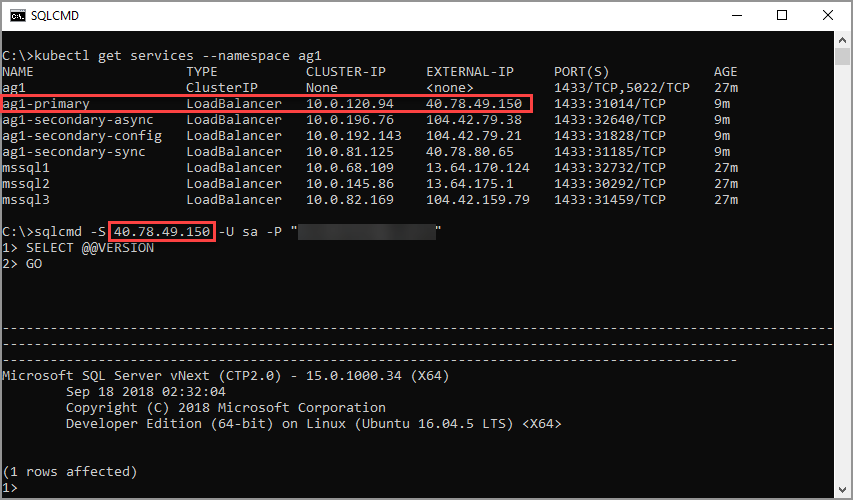 SQLCMD
C:\>kubectl get services --namespace ag1
NAME TYPE CLUSTER-IP EXTERNAL-IP PORT(S) AGE
ag1 ClusterIP None <none> 1433/TCP,5022/TCP 27m
ag1-primary LoadBalancer 10.0.120.94 40.78.49.150 1433:31014/TCP 9m
ag1-secondary-async LoadBalancer 10.0.196.76 104.42.79.38 1433:32640/TCP 9m
ag1-secondary-config LoadBalancer 10.0.192.143 104.42.79.21 1433:31828/TCP 9m
ag1-secondary-sync LoadBalancer 10.0.81.125 40.78.80.65 1433:31185/TCP 9m
mssql1 LoadBalancer 10.0.68.109 13.64.170.124 1433:32732/TCP 27m
mssql2 LoadBalancer 10.0.145.86 13.64.175.1 1433:30292/TCP 27m
mssql3 LoadBalancer 10.0.82.169 104.42.159.79 1433:31459/TCP 27m
C:\>sqlcmd -S 40.78.49.150 -U sa -P " "
1> SELECT @@VERSION
2> GO
Microsoft SQL Server vNext (CTP2.0) - 15.0.1000.34 (X64)
Sep 18 2018 02:32:04
Copyright (C) 2018 Microsoft Corporation
Developer Edition (64-bit) on Linux (Ubuntu 16.04.5 LTS) <X64>
(1 rows affected)
1>